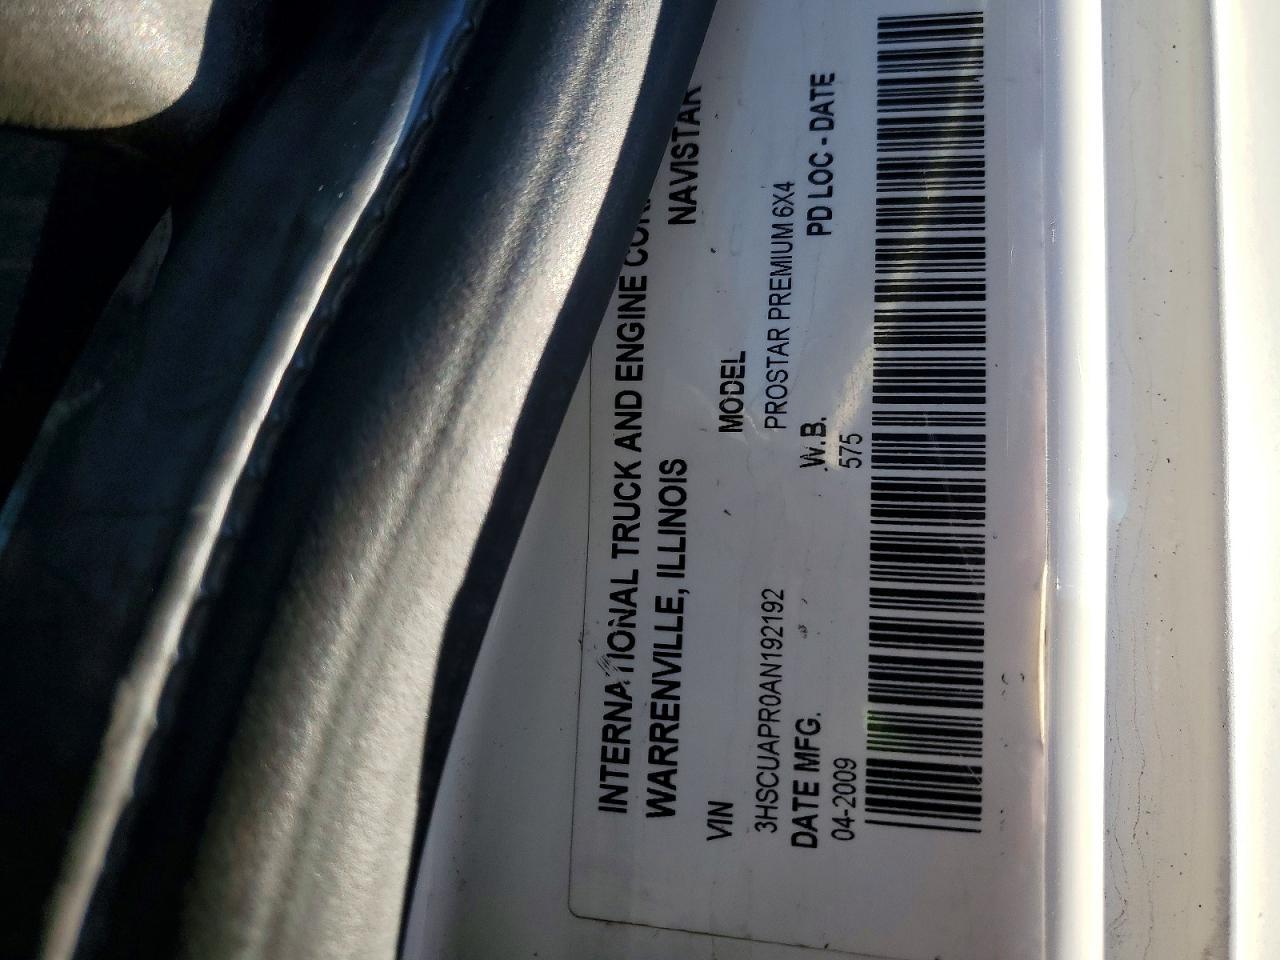 INTERNATIONAL TRUCK AND ENGINE
WARRENVILLE, ILLINOIS NAVISTAR
VIN MODEL
3HSCUAPR0AN192192 PROSTAR PREMIUM 6X4
DATE MFG. W.B. PD LOC - DATE
04-2009 575